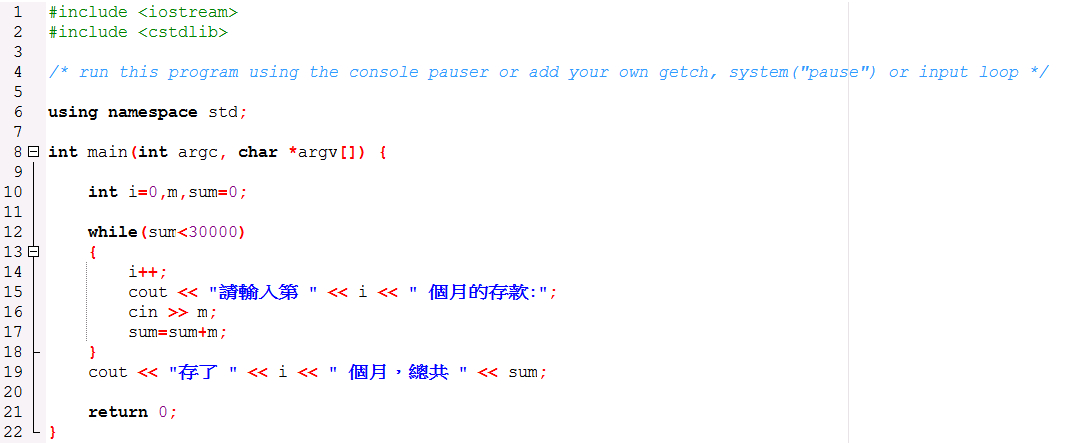 1 #include <iostream>
2 #include <cstdlib>
3
4 /* run this program using the console pauser or add your own getch, system("pause") or input loop */
5
6 using namespace std;
7
8 int main(int argc, char *argv[]) {
9
10 int i=0,m,sum=0;
11
12 while(sum<30000)
13 {
14 i++;
15 cout << "請輸入第 " << i << " 個月的存款:";
16 cin >> m;
17 sum=sum+m;
18 }
19 cout << "存了 " << i << " 個月，總共 " << sum;
20
21 return 0;
22 }